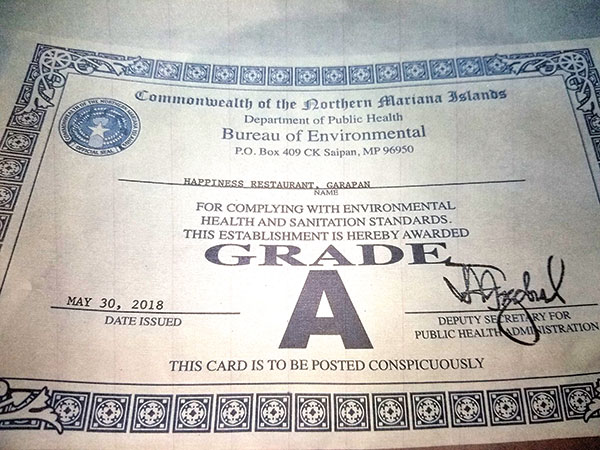 Commonwealth of the Northern Mariana Islands
Department of Public Health
Bureau of Environmental
P.O. Box 409 CK Saipan, MP 96950
HAPPINESS RESTAURANT, GARAPAN
NAME
FOR COMPLYING WITH ENVIRONMENTAL
HEALTH AND SANITATION STANDARDS.
THIS ESTABLISHMENT IS HEREBY AWARDED
GRADE
A
MAY 30, 2018
DATE ISSUED
DEPUTY SECRETARY FOR
PUBLIC HEALTH ADMINISTRATION
THIS CARD IS TO BE POSTED CONSPICUOUSLY
OFFICIAL SEAL